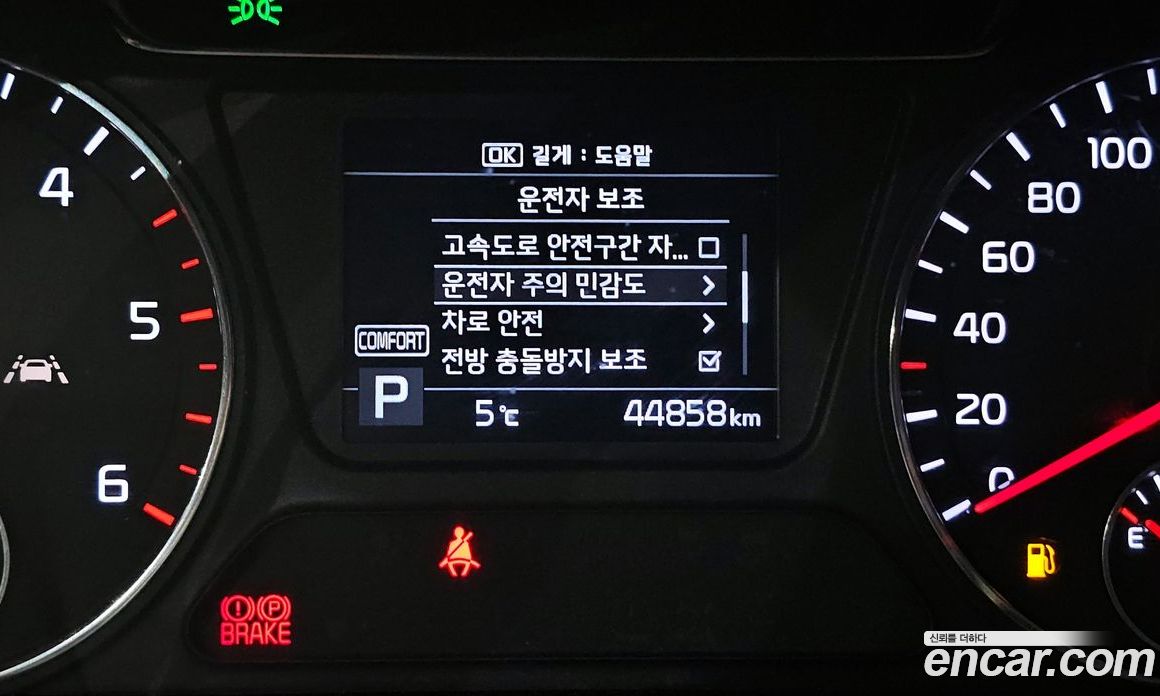 OK 길게 : 도움말
운전자 보조
고속도로 안전구간 자...
운전자 주의 민감도
차로 안전
전방 충돌방지 보조
COMFORT
P
5℃
44858km
4
5
6
100
80
60
40
20
0
E
BRAKE
신뢰를 더하다
encar.com